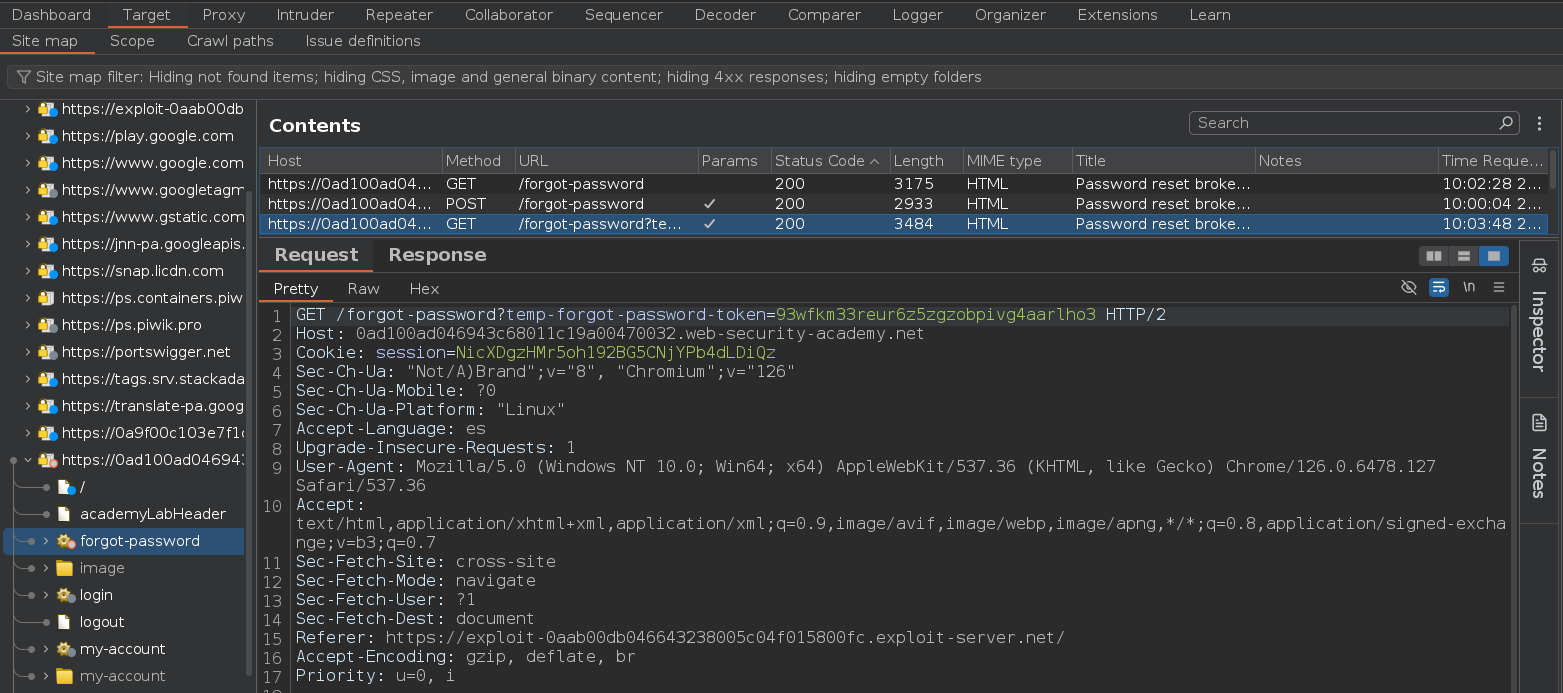 Dashboard Target Proxy Intruder Repeater Collaborator Sequencer Decoder Comparer Logger Organizer Extensions Learn
Site map Scope Crawl paths Issue definitions
Site map filter: Hiding not found items; hiding CSS, image and general binary content; hiding 4xx responses; hiding empty folders
https://exploit-0aab00db
https://play.google.com
https://www.google.com
https://www.googletagm
https://www.gstatic.com
https://jnn-pa.googleapis.
https://snap.licdn.com
https://ps.containers.piw
https://ps.piwik.pro
https://portswigger.net
https://tags.srv.stackada
https://translate-pa.goog
https://0a9f00c103e7f1c
https://0ad100ad046943
/
academyLabHeader
forgot-password
image
login
logout
my-account
my-account
Contents
Search
Host Method URL Params Status Code Length MIME type Title Notes Time Reque...
https://0ad100ad04... GET /forgot-password 200 3175 HTML Password reset broke... 10:02:28 2...
https://0ad100ad04... POST /forgot-password ✓ 200 2933 HTML Password reset broke... 10:00:04 2...
https://0ad100ad04... GET /forgot-password?te... ✓ 200 3484 HTML Password reset broke... 10:03:48 2...
Request Response
Pretty Raw Hex
\n
1 GET /forgot-password?temp-forgot-password-token=93wfkm33reur6z5zgzobpivg4aarlho3 HTTP/2
2 Host: 0ad100ad046943c68011c19a00470032.web-security-academy.net
3 Cookie: session=NicXDgzHMr5oh192BG5CNjYPb4dLDiQz
4 Sec-Ch-Ua: "Not/A)Brand";v="8", "Chromium";v="126"
5 Sec-Ch-Ua-Mobile: ?0
6 Sec-Ch-Ua-Platform: "Linux"
7 Accept-Language: es
8 Upgrade-Insecure-Requests: 1
9 User-Agent: Mozilla/5.0 (Windows NT 10.0; Win64; x64) AppleWebKit/537.36 (KHTML, like Gecko) Chrome/126.0.6478.127
Safari/537.36
10 Accept:
text/html,application/xhtml+xml,application/xml;q=0.9,image/avif,image/webp,image/apng,*/*;q=0.8,application/signed-excha
nge;v=b3;q=0.7
11 Sec-Fetch-Site: cross-site
12 Sec-Fetch-Mode: navigate
13 Sec-Fetch-User: ?1
14 Sec-Fetch-Dest: document
15 Referer: https://exploit-0aab00db046643238005c04f015800fc.exploit-server.net/
16 Accept-Encoding: gzip, deflate, br
17 Priority: u=0, i
Inspector
Notes